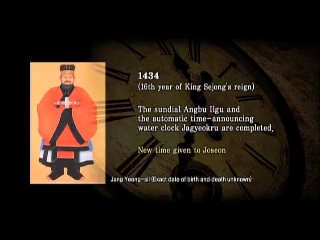 1434
(16th year of King Sejong's reign)
The sundial Angbu Ilgu and
the automatic time-announcing
water clock Jagyeokru are completed.
New time given to Joseon
Jang Yeong-sil (Exact date of birth and death unknown)